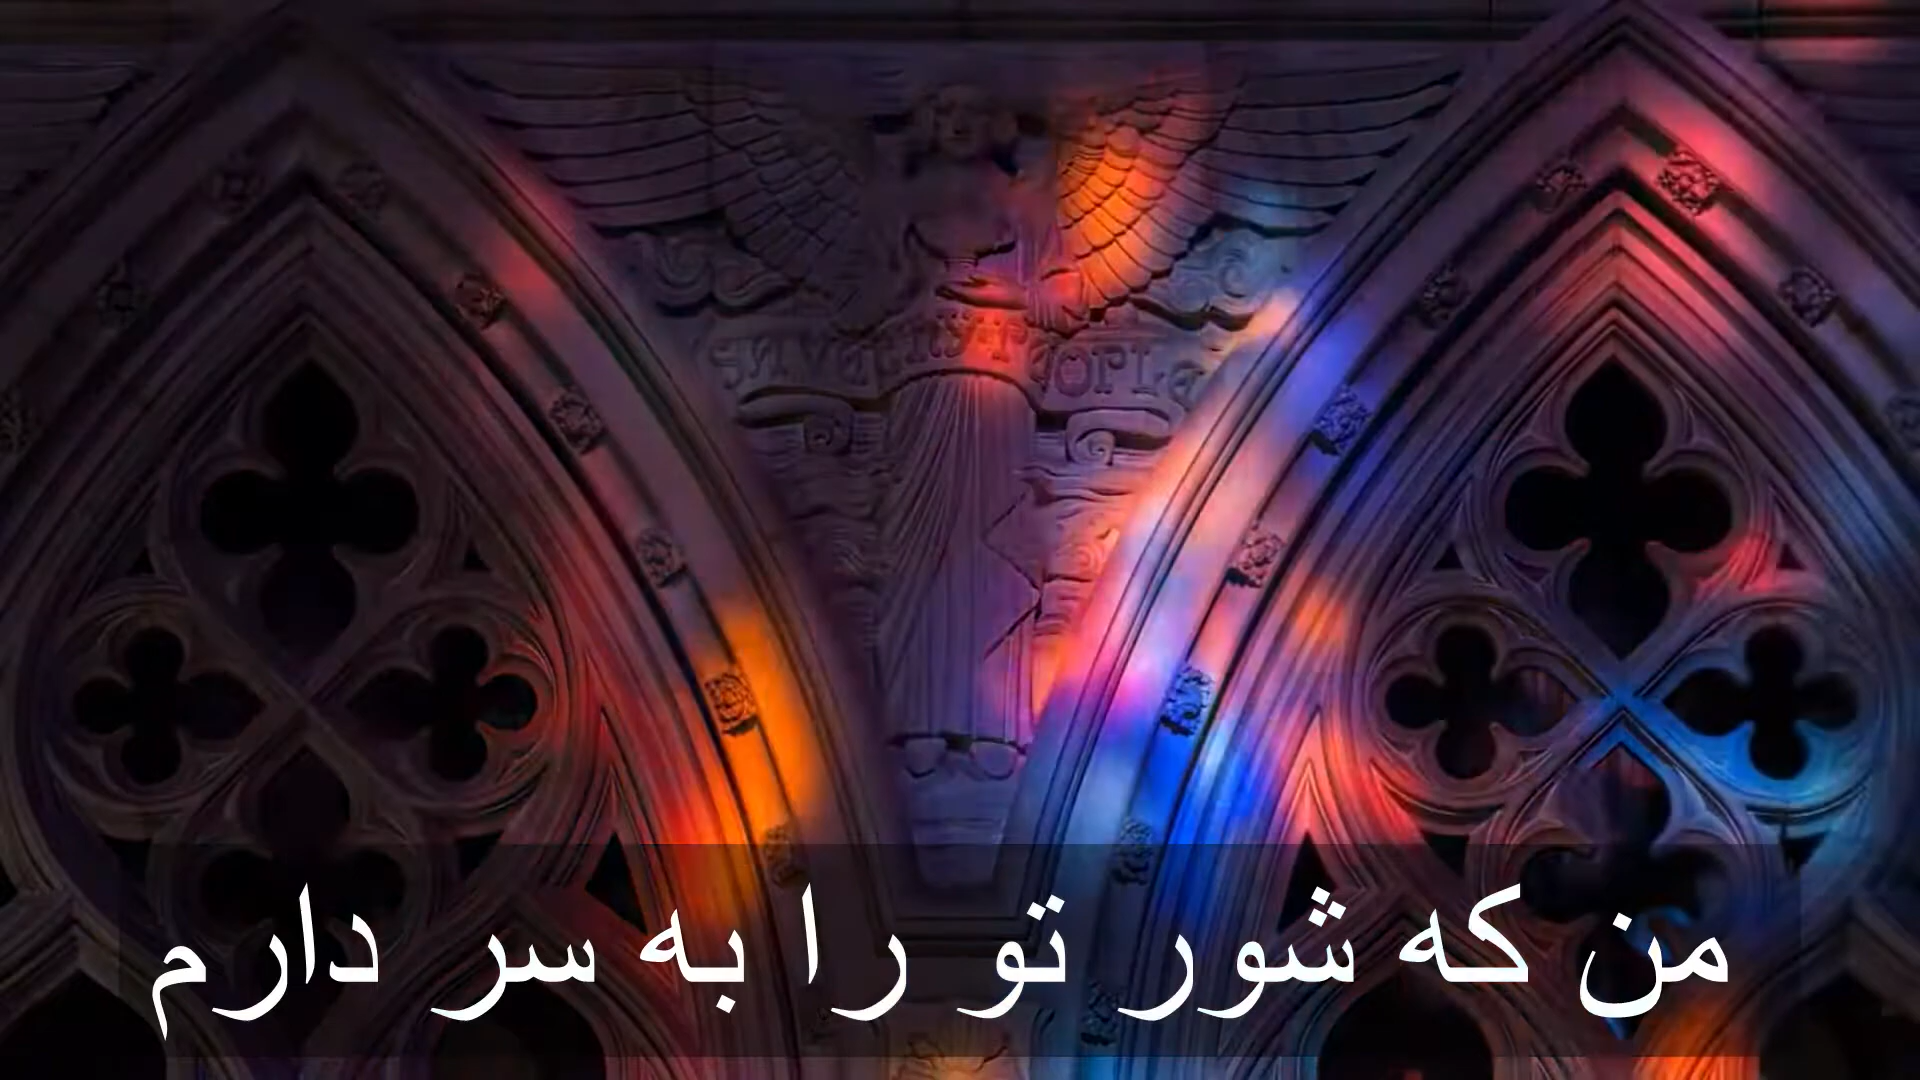 من که شور تو را به سر دارم